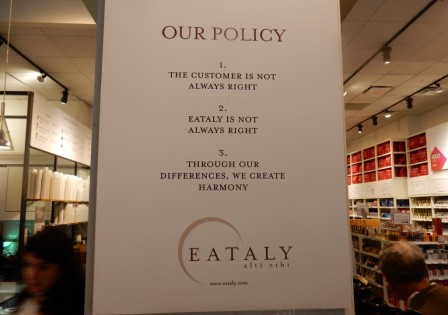 OUR POLICY
1.
THE CUSTOMER IS NOT
ALWAYS RIGHT
2.
EATALY IS NOT
ALWAYS RIGHT
3.
THROUGH OUR
DIFFERENCES, WE CREATE
HARMONY
EATALY
alti cibi
www.eataly.com